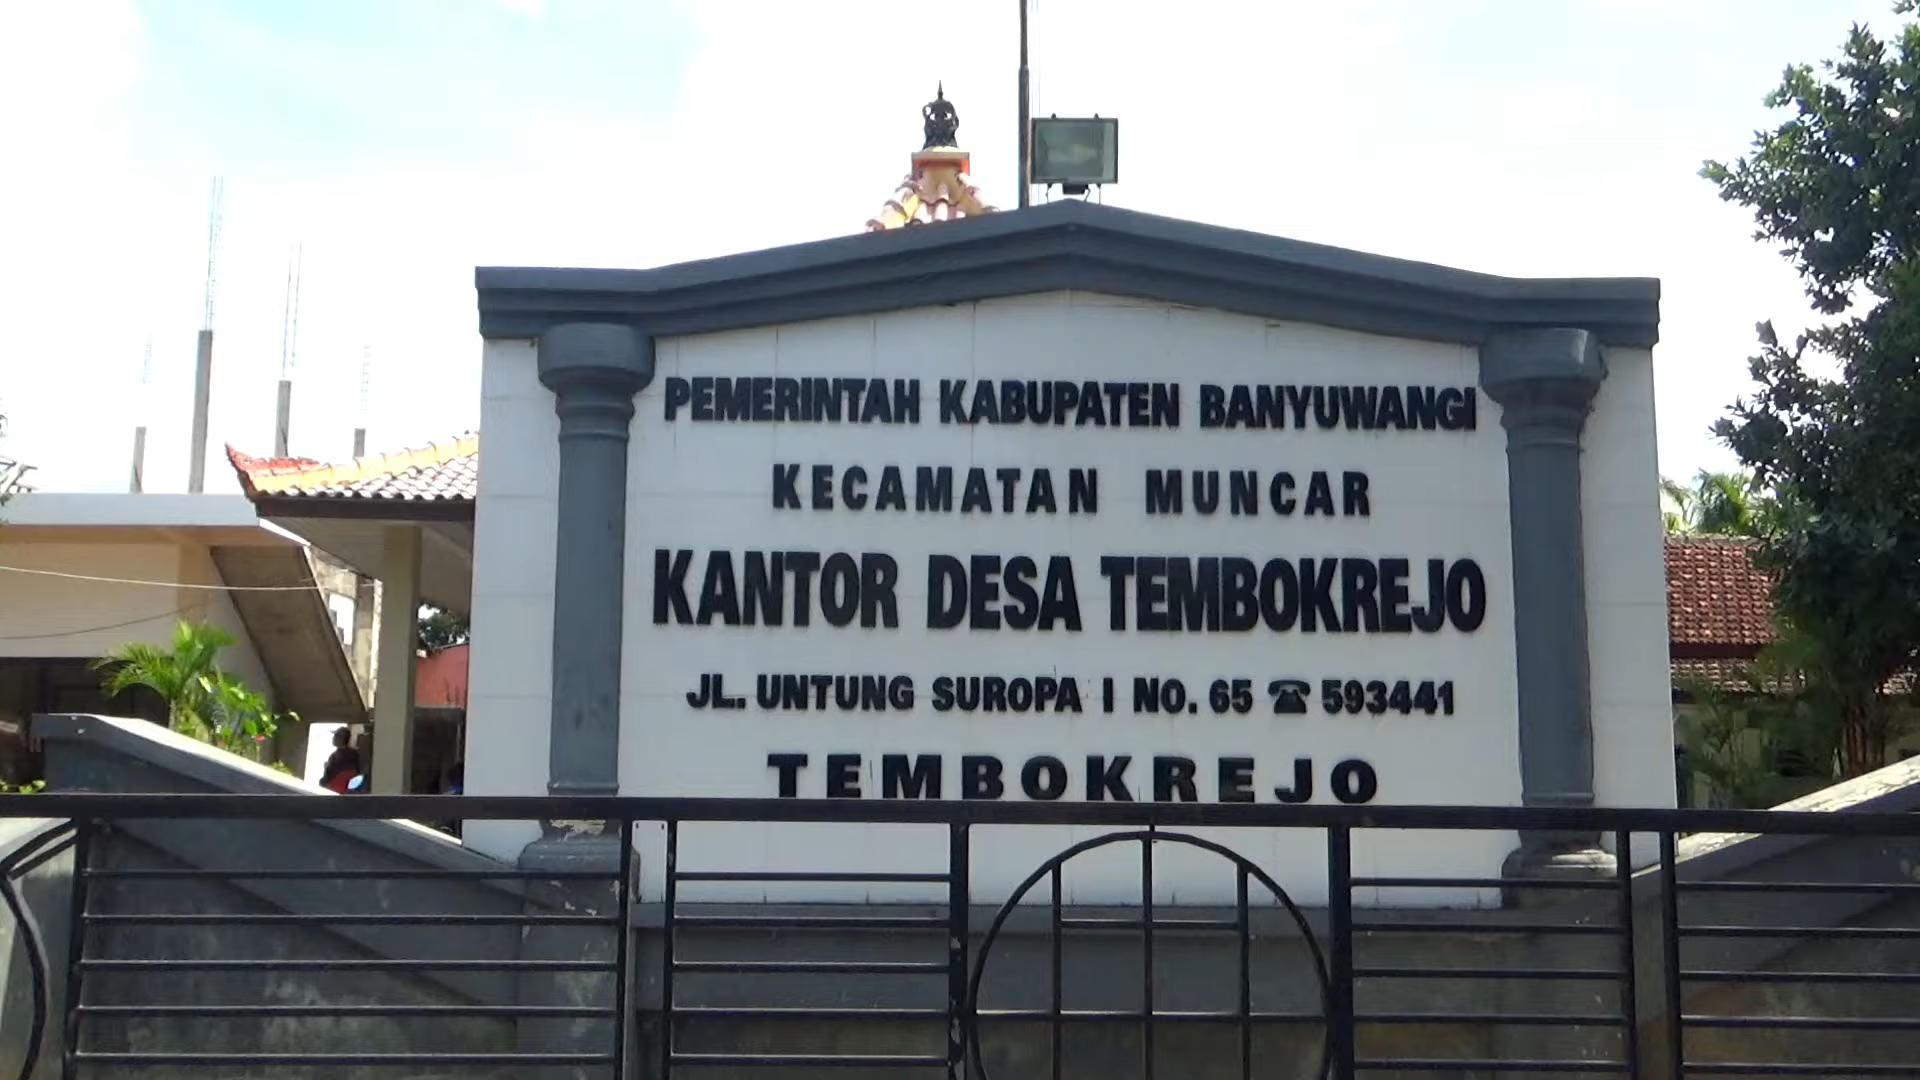 PEMERINTAH KABUPATEN BANYUWANGI
KECAMATAN MUNCAR
KANTOR DESA TEMBOKREJO
JL. UNTUNG SUROPA I NO. 65 ☎ 593441
TEMBOKREJO